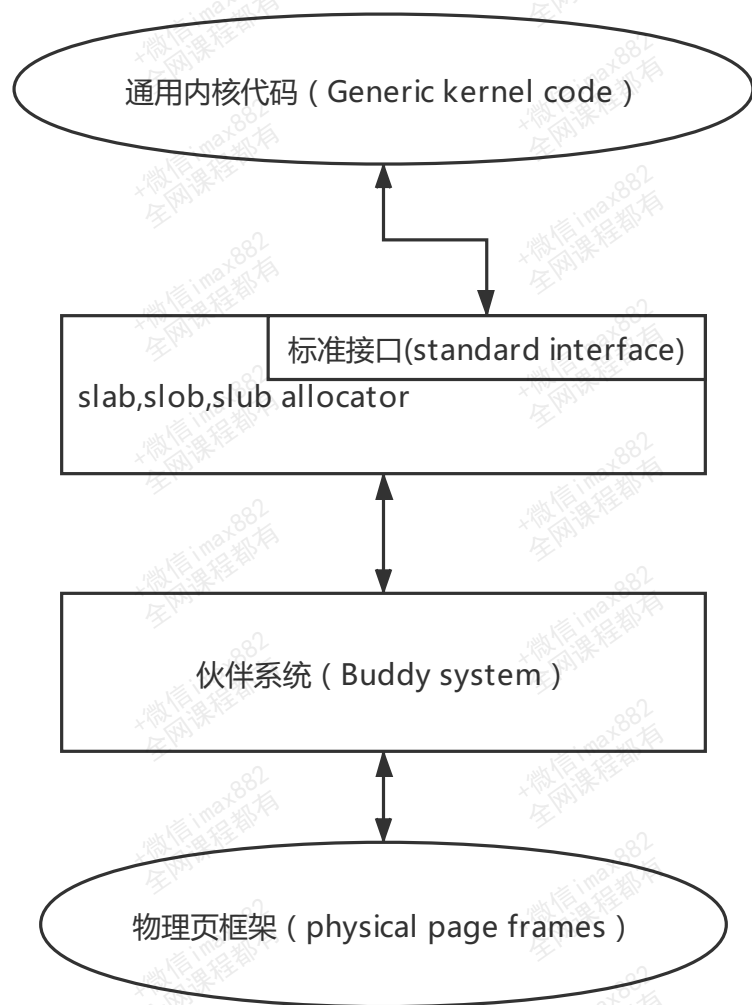 通用内核代码（Generic kernel code）
标准接口(standard interface)
slab,slob,slub allocator
伙伴系统（Buddy system）
物理页框架（physical page frames）
+微信imax882
全网课程都有